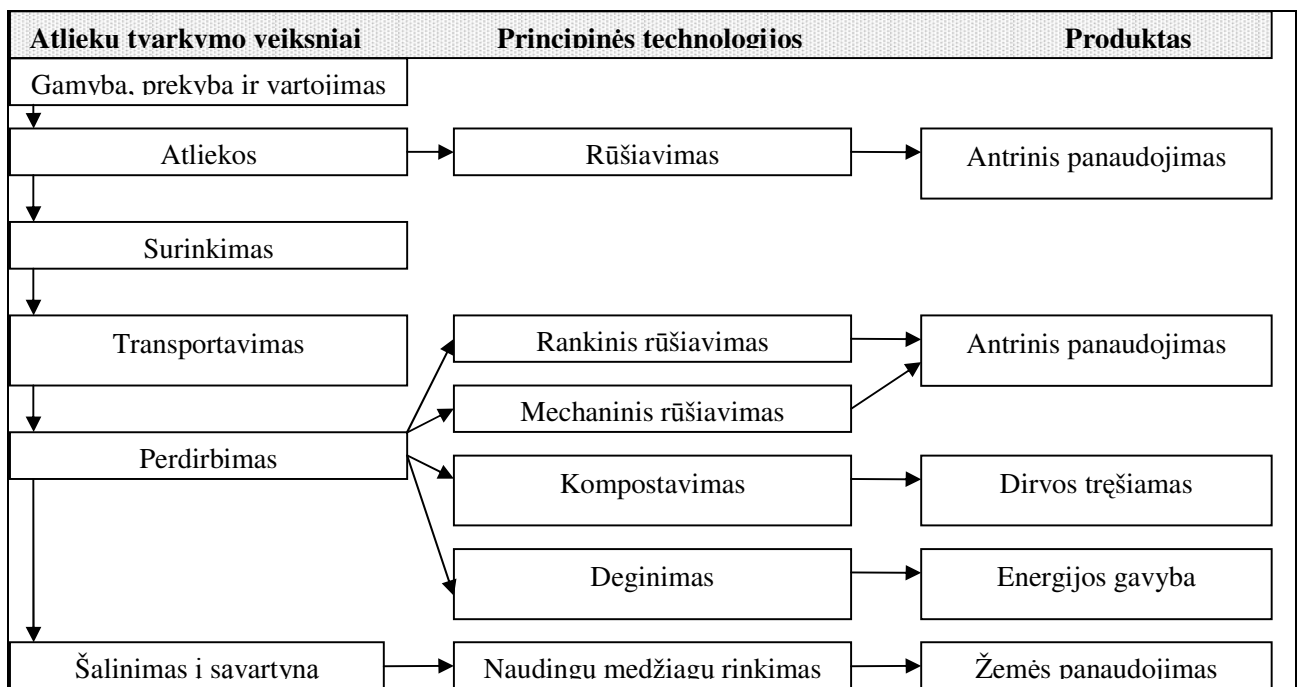 Atliekų tvarkymo veiksniai Principinės technologijos Produktas
Gamyba, prekyba ir vartojimas
Atliekos Rūšiavimas Antrinis panaudojimas
Surinkimas
Transportavimas Rankinis rūšiavimas Antrinis panaudojimas
Mechaninis rūšiavimas
Perdirbimas
Kompostavimas Dirvos tręšiamas
Deginimas Energijos gavyba
Šalinimas į savartyną Naudingų medžiagų rinkimas Žemės panaudojimas